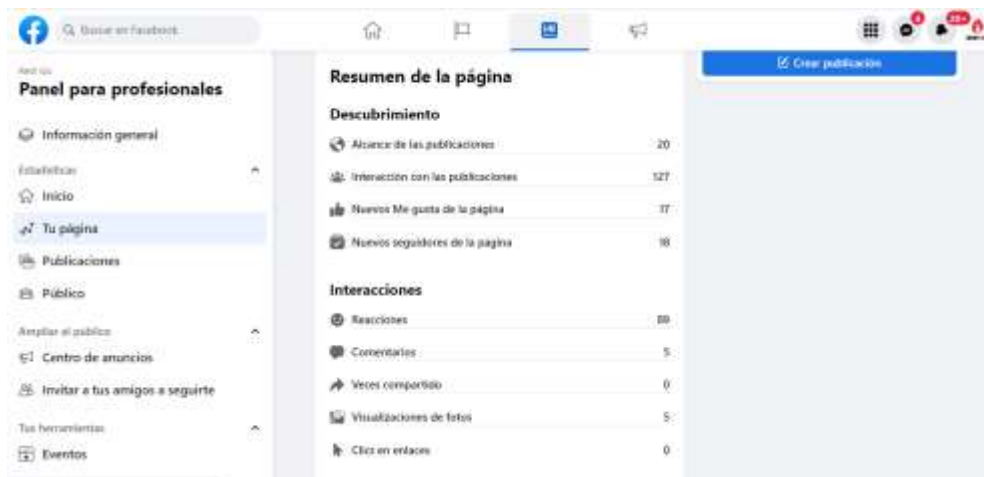 Buscar en Facebook
Panel para profesionales
Información general
Estadísticas
Inicio
Tu página
Publicaciones
Público
Ampliar el público
Centro de anuncios
Invitar a tus amigos a seguirte
Tus herramientas
Eventos
Resumen de la página
Descubrimiento
Alcance de las publicaciones 20
Interacción con las publicaciones 127
Nuevos Me gusta de la página 17
Nuevos seguidores de la página 18
Interacciones
Reacciones 89
Comentarios 5
Veces compartido 0
Visualizaciones de fotos 5
Clics en enlaces 0
Crear publicación